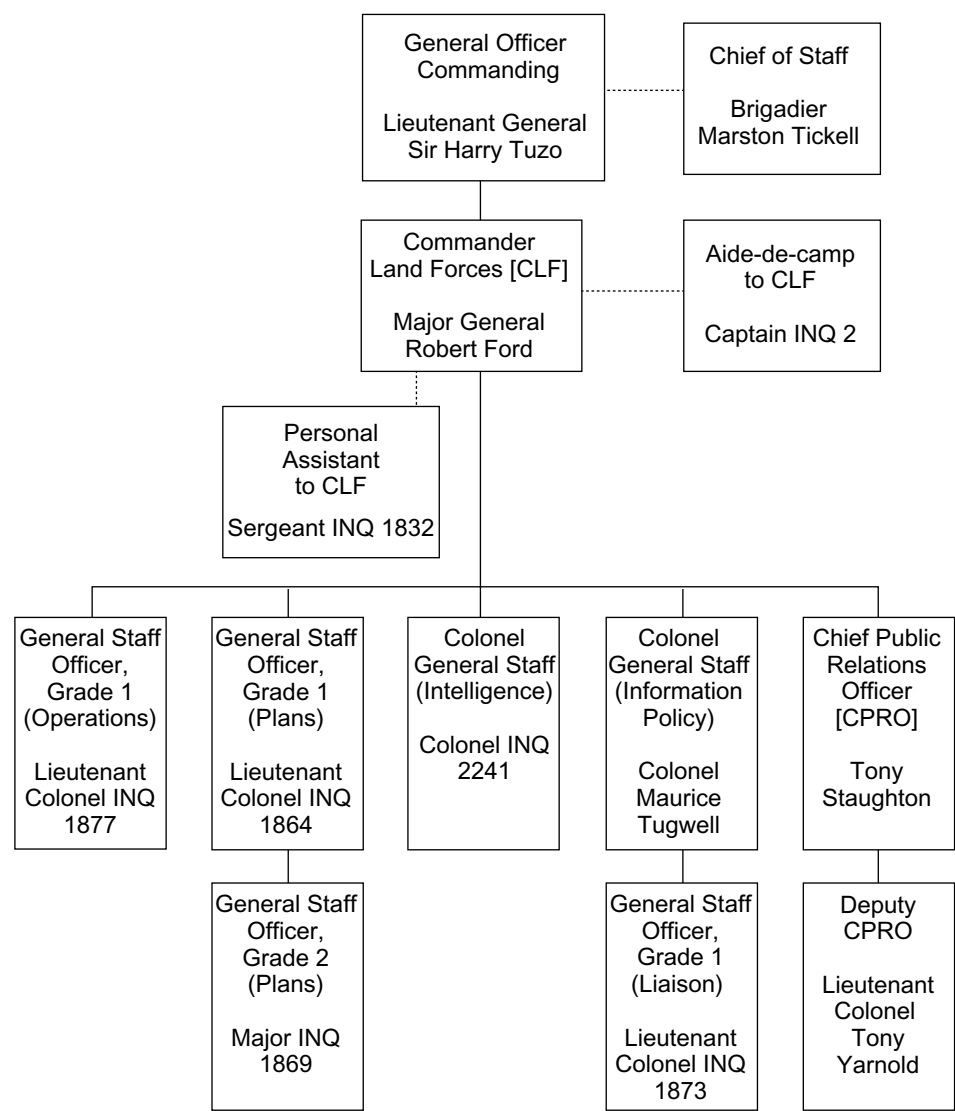 General Officer
Commanding
Lieutenant General
Sir Harry Tuzo
Chief of Staff
Brigadier
Marston Tickell
Commander
Land Forces [CLF]
Major General
Robert Ford
Aide-de-camp
to CLF
Captain INQ 2
Personal
Assistant
to CLF
Sergeant INQ 1832
General Staff
Officer,
Grade 1
(Operations)
Lieutenant
Colonel INQ
1877
General Staff
Officer,
Grade 1
(Plans)
Lieutenant
Colonel INQ
1864
Colonel
General Staff
(Intelligence)
Colonel INQ
2241
Colonel
General Staff
(Information
Policy)
Colonel
Maurice
Tugwell
Chief Public
Relations
Officer
[CPRO]
Tony
Staughton
General Staff
Officer,
Grade 2
(Plans)
Major INQ
1869
General Staff
Officer,
Grade 1
(Liaison)
Lieutenant
Colonel INQ
1873
Deputy
CPRO
Lieutenant
Colonel
Tony
Yarnold